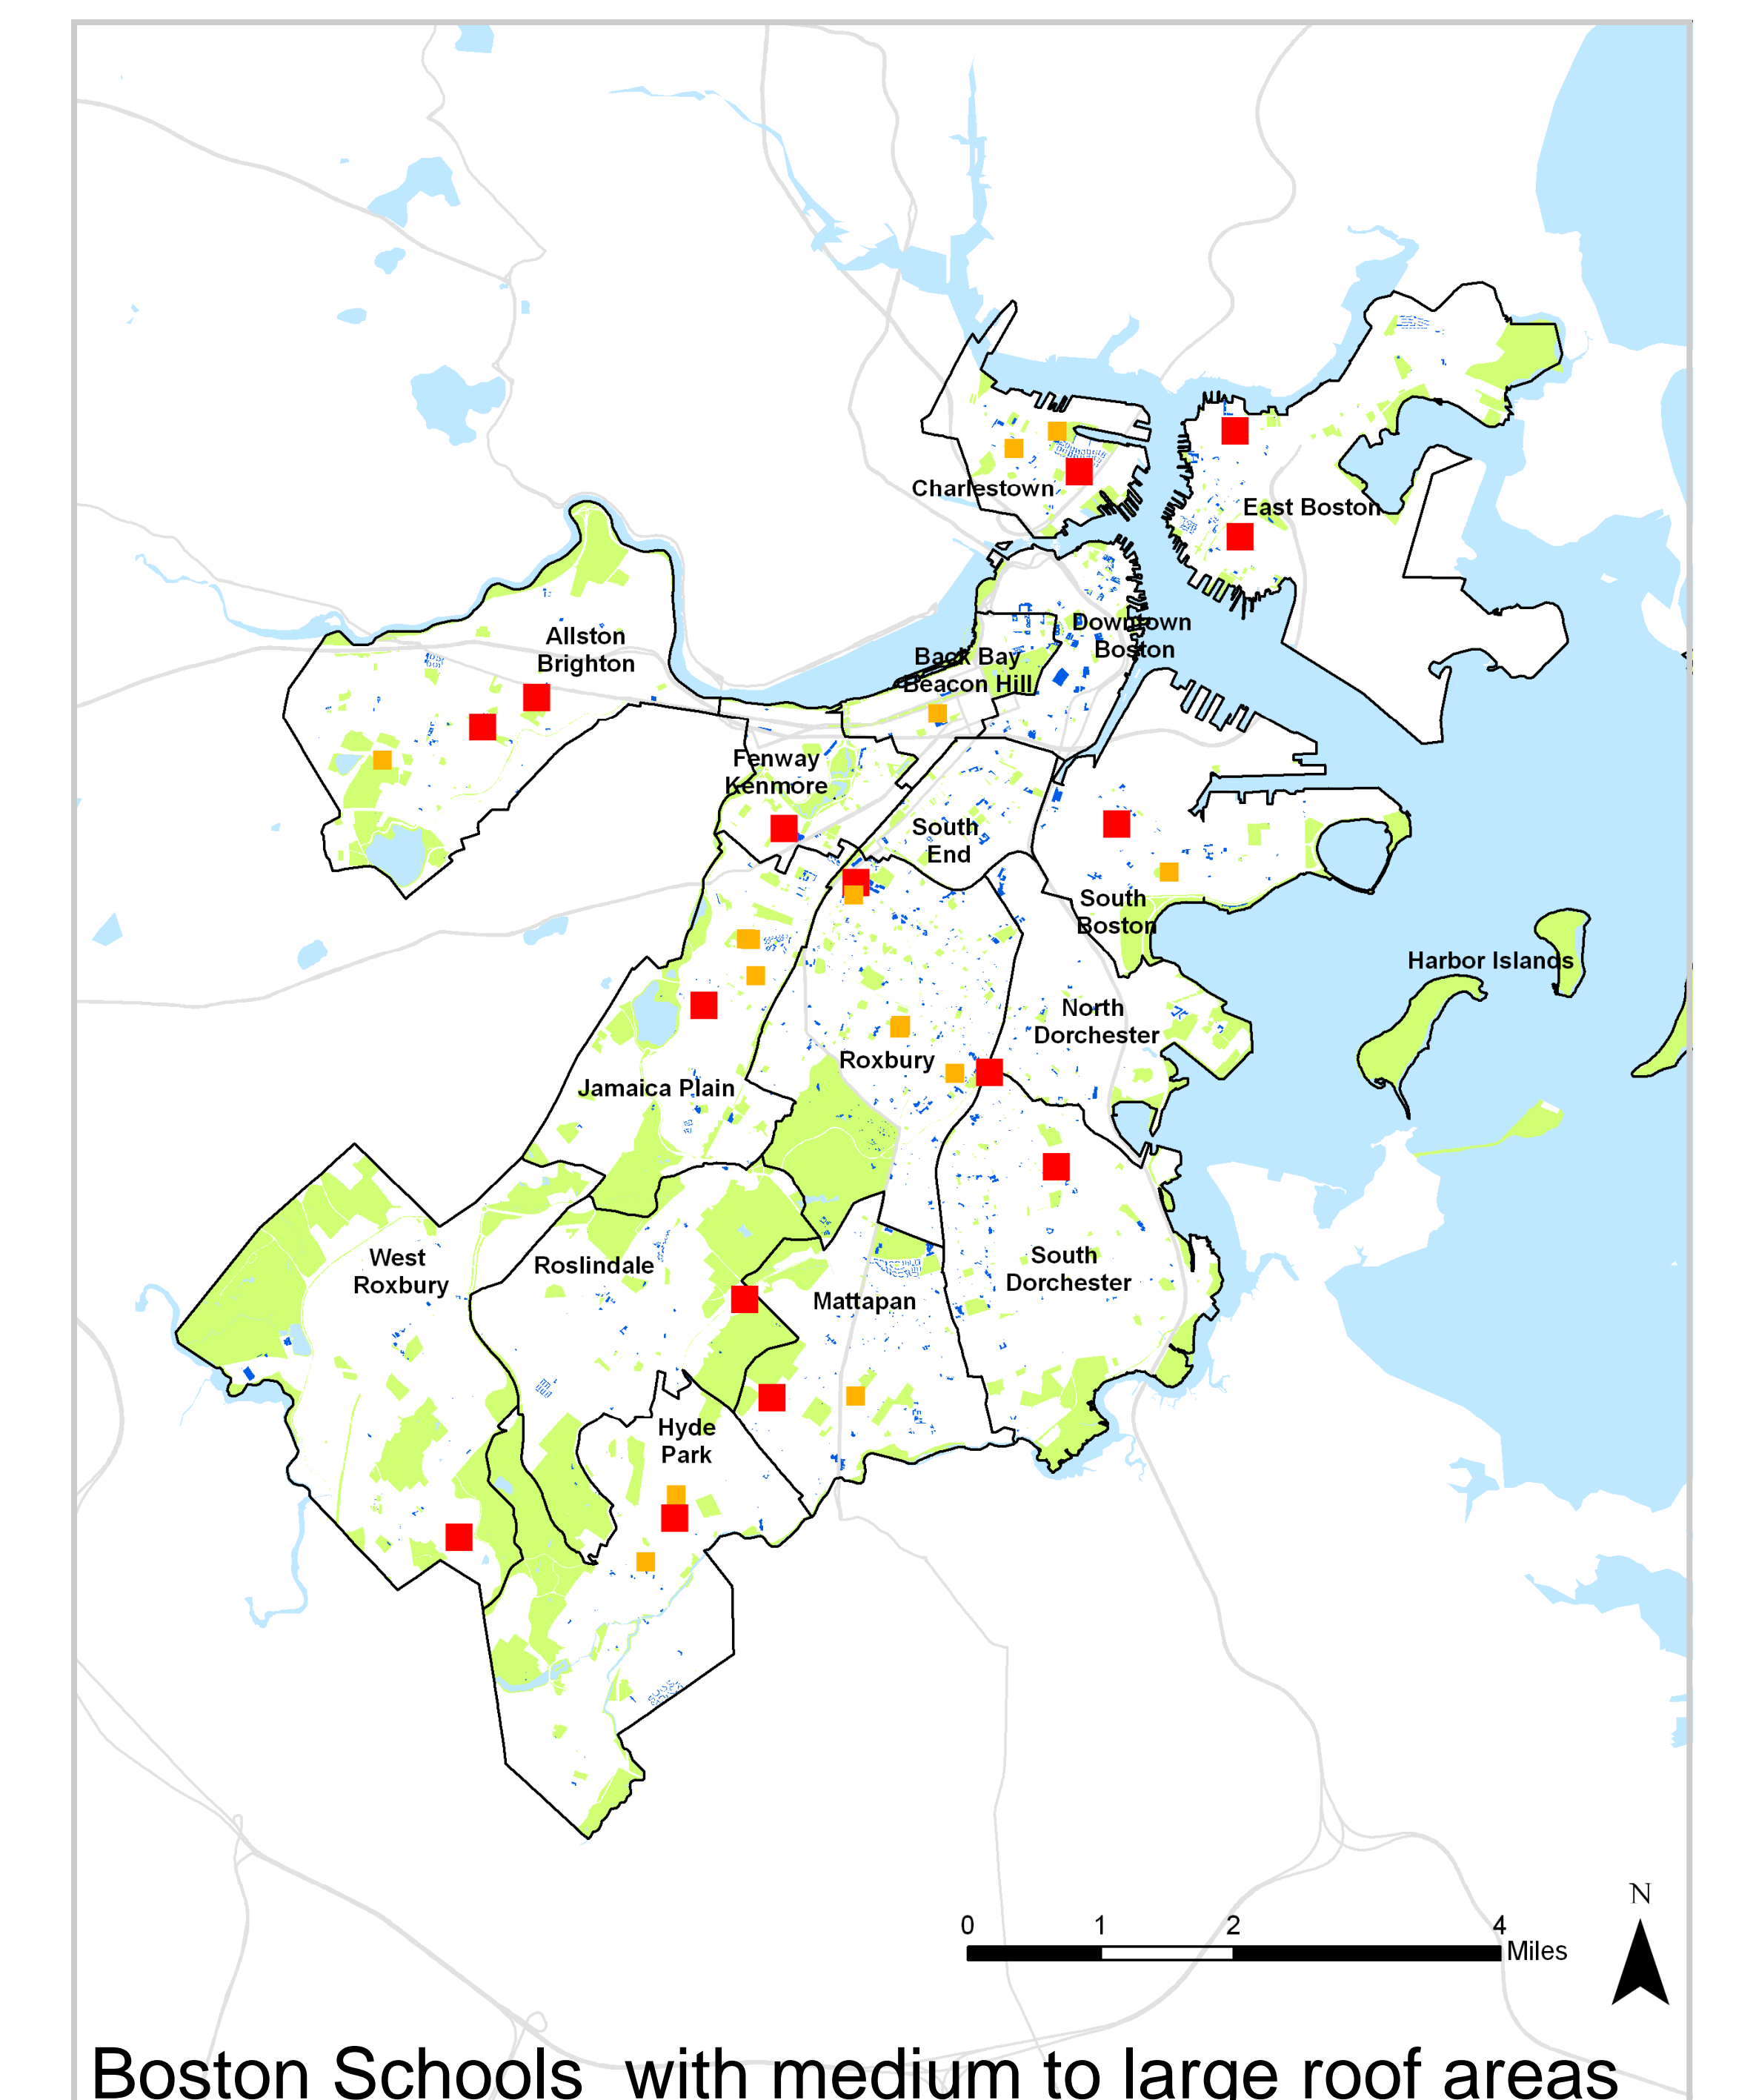 Charlestown
East Boston
Allston
Brighton
Downtown
Boston
Back Bay
Beacon Hill
Fenway
Kenmore
South
End
South
Boston
Harbor Islands
North
Dorchester
Roxbury
Jamaica Plain
West
Roxbury
Roslindale
South
Dorchester
Mattapan
Hyde
Park
N
0 1 2 4
Miles
Boston Schools with medium to large roof areas